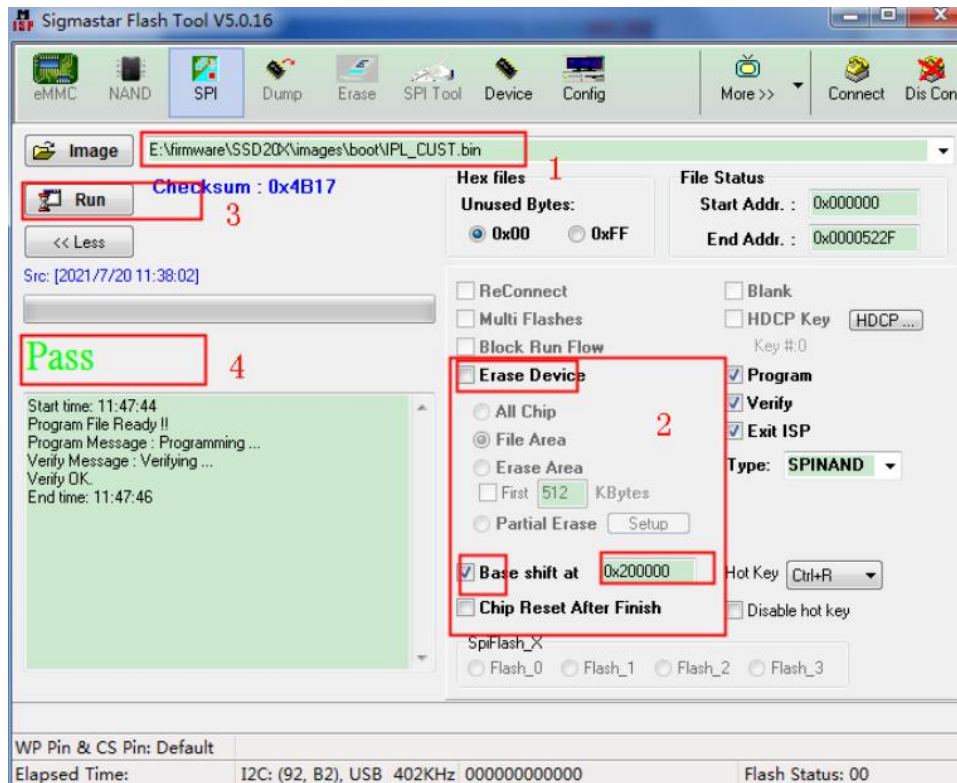 Sigmastar Flash Tool V5.0.16
eMMC NAND SPI Dump Erase SPI Tool Device Config More >> Connect Dis Con
Image E:\firmware\SSD20X\images\boot\IPL_CUST.bin
1
Run Checksum : 0x4B17
3
<< Less
Hex files
Unused Bytes:
0x00 0xFF
File Status
Start Addr. : 0x000000
End Addr. : 0x0000522F
Src: [2021/7/20 11:38:02]
Pass
4
Start time: 11:47:44
Program File Ready !!
Program Message : Programming ...
Verify Message : Verifying ...
Verify OK.
End time: 11:47:46
ReConnect
Multi Flashes
Block Run Flow
Erase Device
All Chip
2
File Area
Erase Area
First 512 KBytes
Partial Erase Setup
Base shift at 0x200000
Chip Reset After Finish
Blank
HDCP Key HDCP ...
Key #:0
Program
Verify
Exit ISP
Type: SPINAND
Hot Key Ctrl+R
Disable hot key
SpiFlash_X
Flash_0 Flash_1 Flash_2 Flash_3
WP Pin & CS Pin: Default
Elapsed Time: I2C: (92, B2), USB 402KHz 000000000000 Flash Status: 00